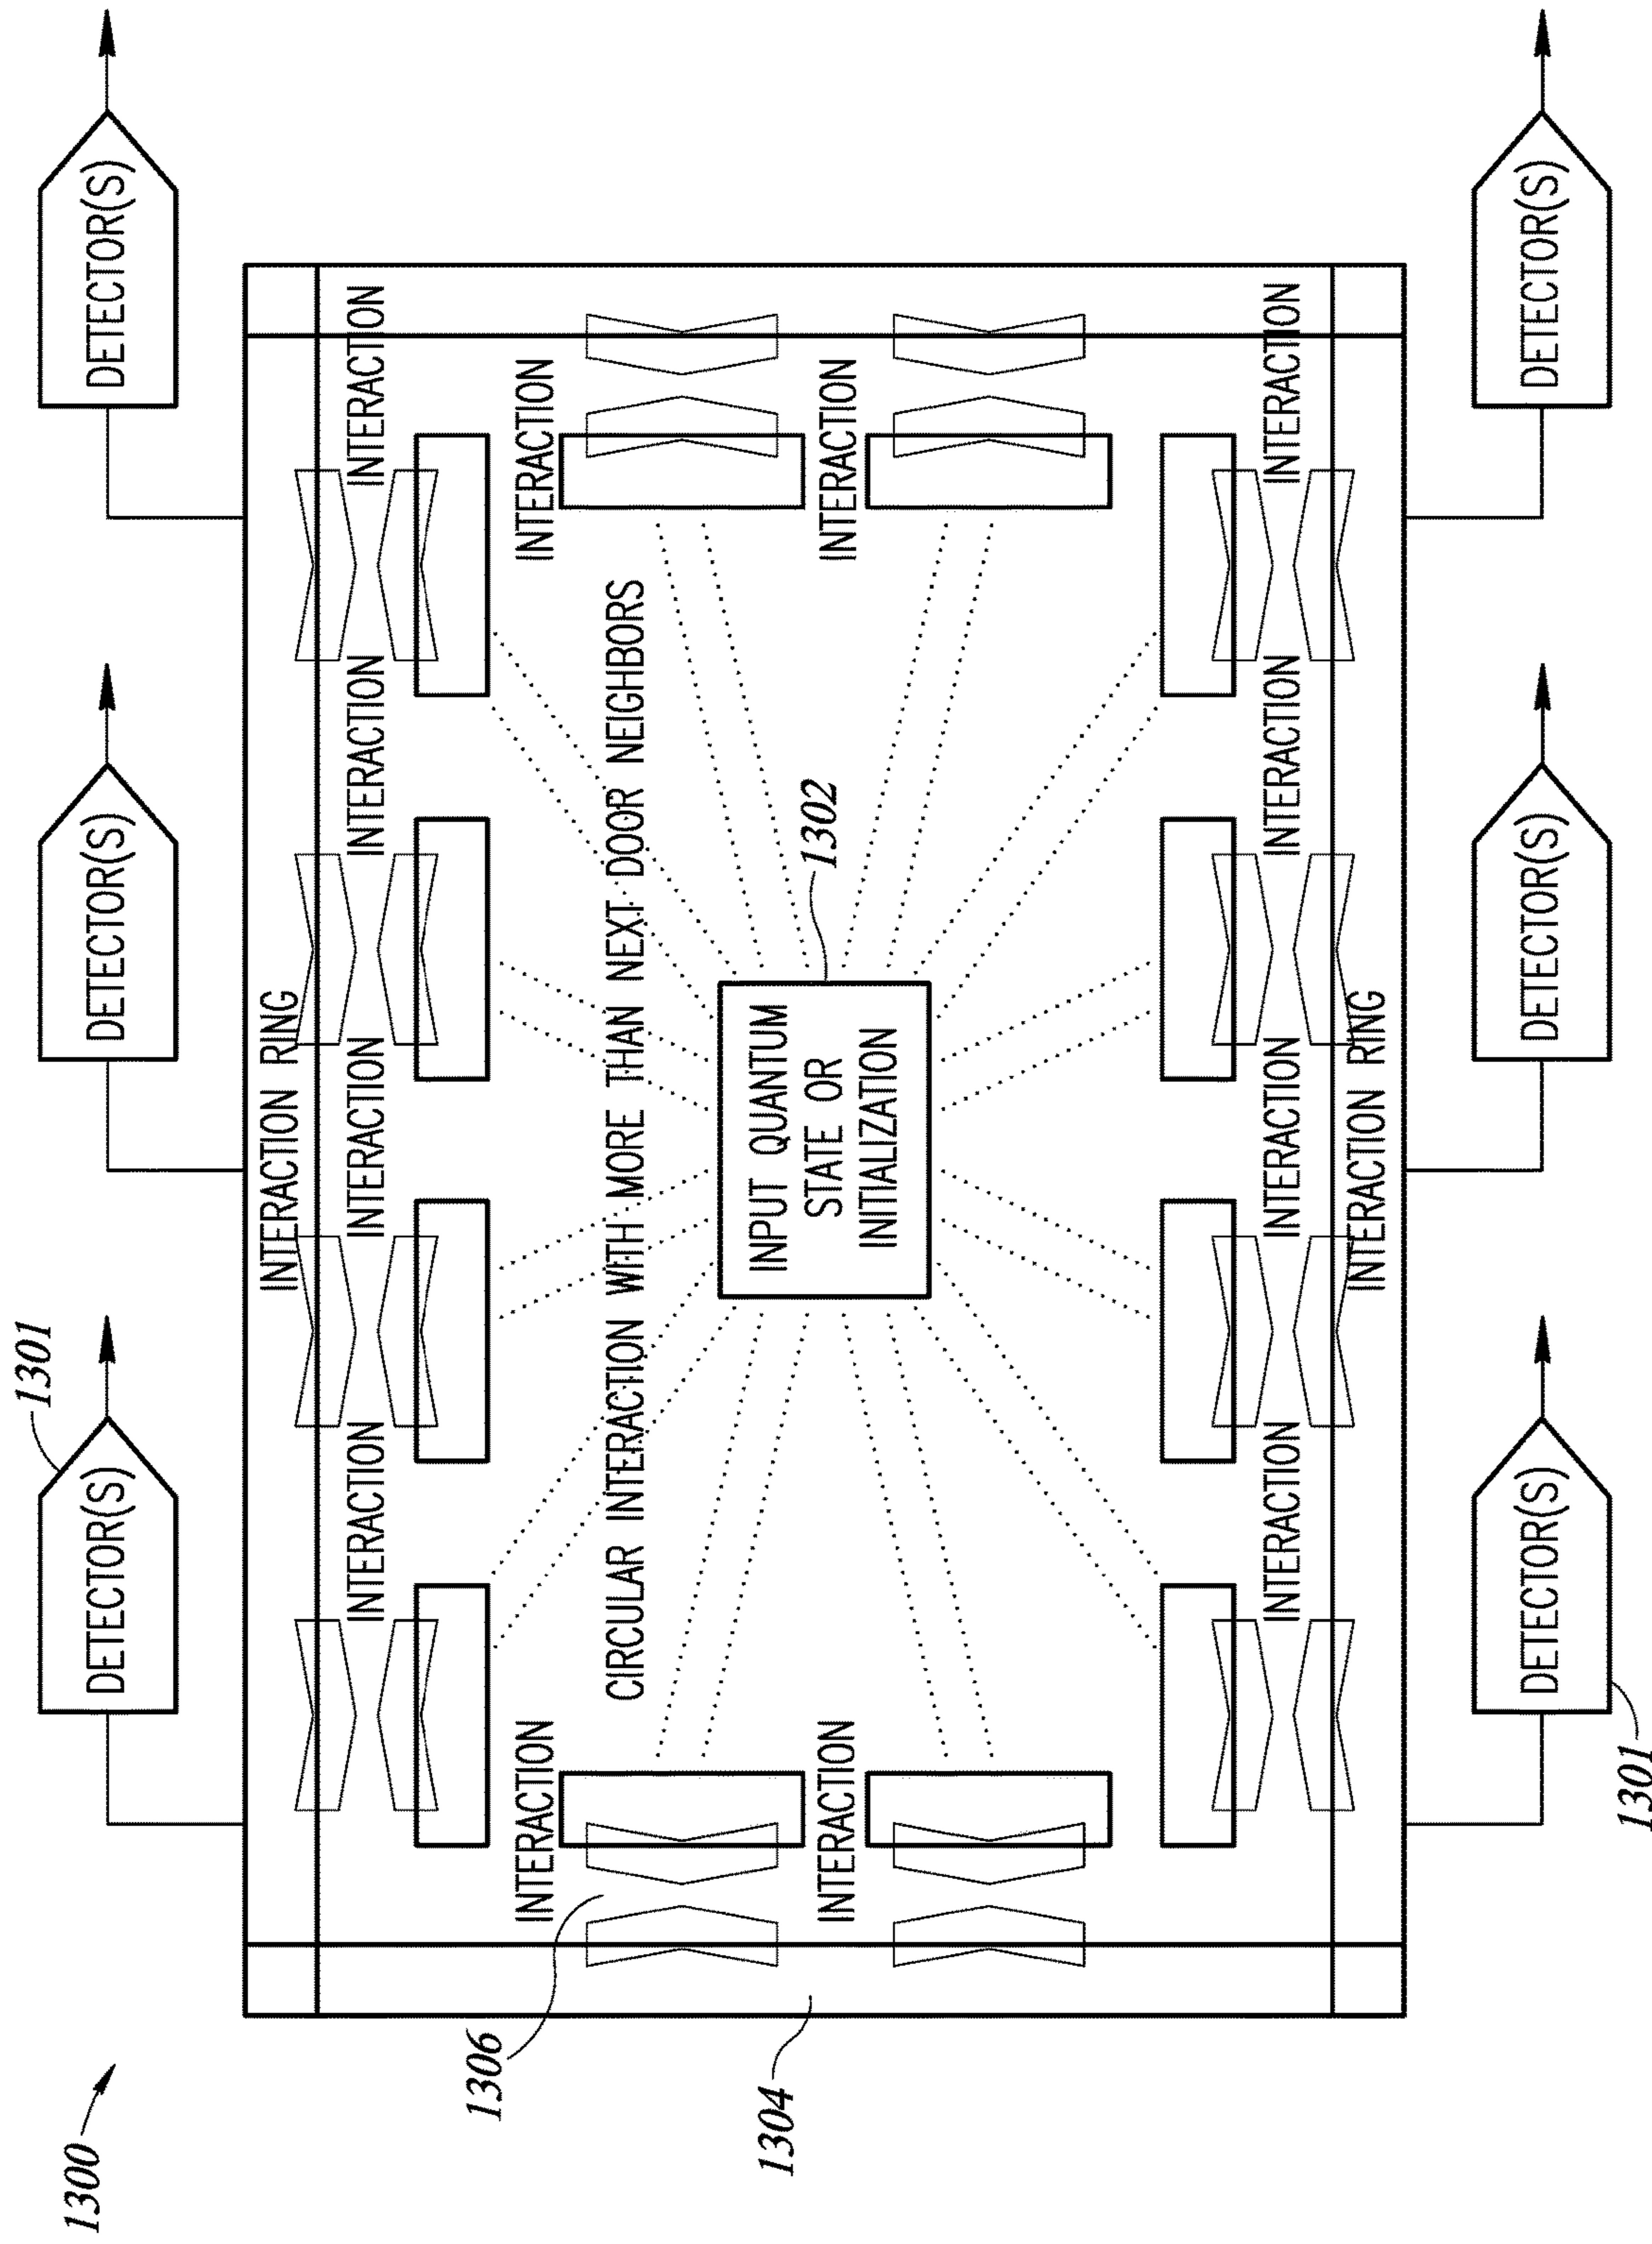 1300
1301
DETECTOR(S)
DETECTOR(S)
DETECTOR(S)
INTERACTION RING
INTERACTION
INTERACTION
INTERACTION
INTERACTION
1306
INTERACTION
INTERACTION
CIRCULAR INTERACTION WITH MORE THAN NEXT DOOR NEIGHBORS
1304
1302
INPUT QUANTUM
STATE OR
INITIALIZATION
INTERACTION
INTERACTION
INTERACTION
INTERACTION
INTERACTION
INTERACTION
INTERACTION RING
DETECTOR(S)
DETECTOR(S)
DETECTOR(S)
1301